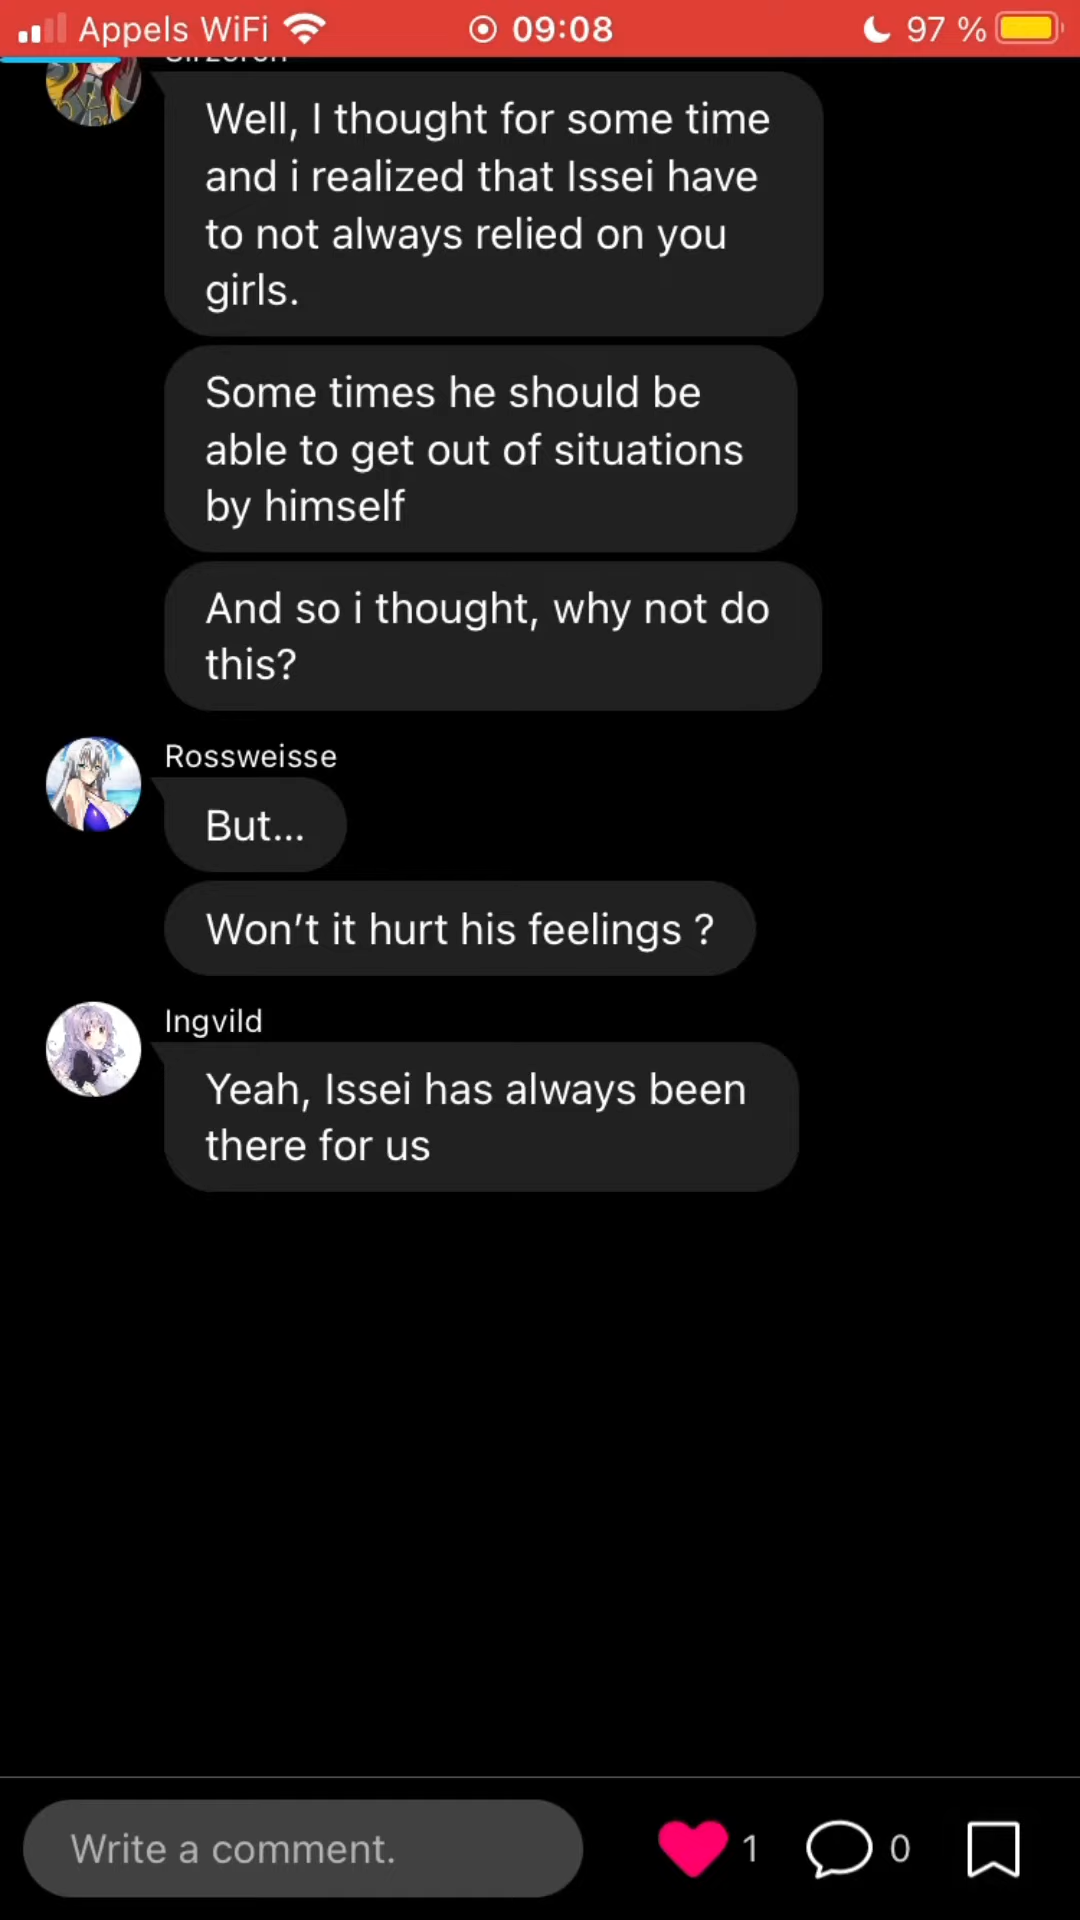 Appels WiFi 09:08 97 %
Well, I thought for some time
and i realized that Issei have
to not always relied on you
girls.
Some times he should be
able to get out of situations
by himself
And so i thought, why not do
this?
Rossweisse
But...
Won't it hurt his feelings ?
Ingvild
Yeah, Issei has always been
there for us
Write a comment. 1 0